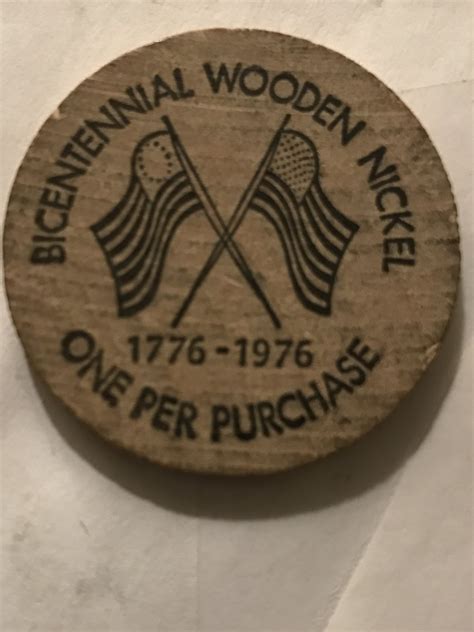 BICENTENNIAL WOODEN NICKEL
1776-1976
ONE PER PURCHASE